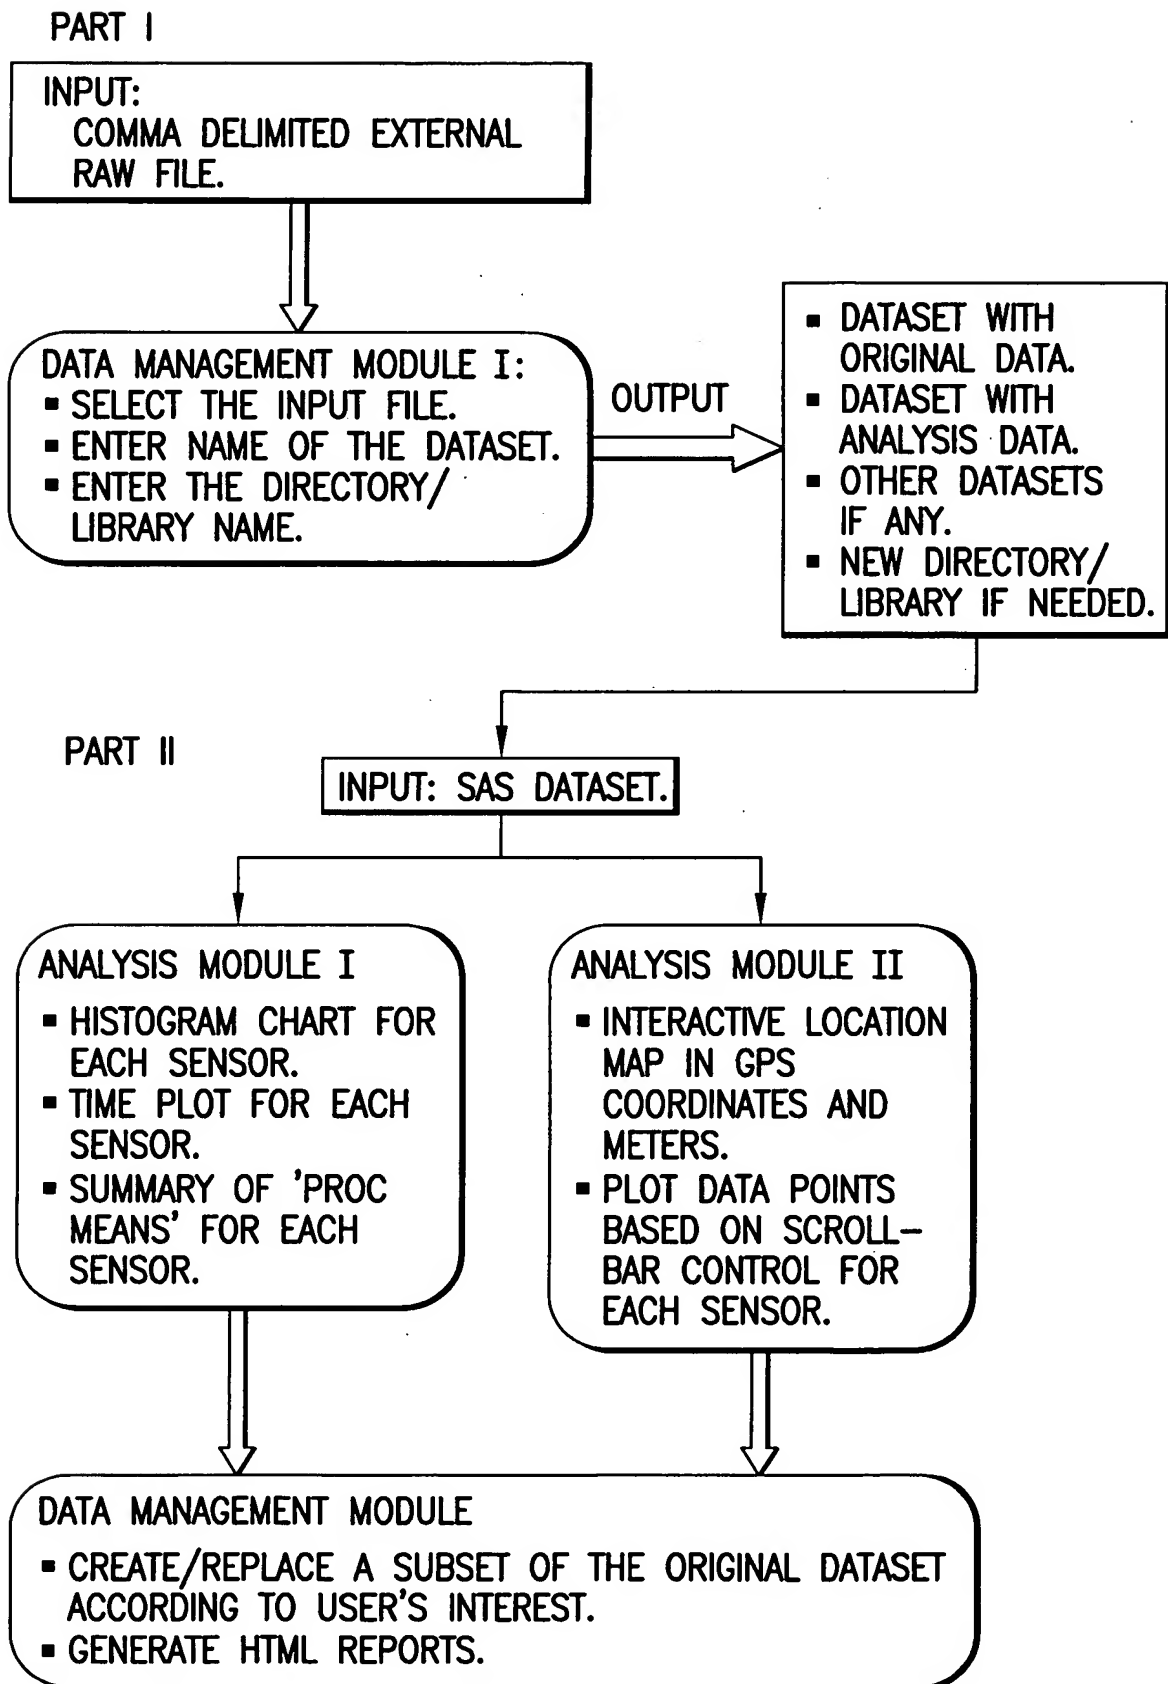 PART I
INPUT:
COMMA DELIMITED EXTERNAL
RAW FILE.
DATA MANAGEMENT MODULE I:
▪ SELECT THE INPUT FILE.
▪ ENTER NAME OF THE DATASET.
▪ ENTER THE DIRECTORY/
LIBRARY NAME.
OUTPUT
▪ DATASET WITH
ORIGINAL DATA.
▪ DATASET WITH
ANALYSIS DATA.
▪ OTHER DATASETS
IF ANY.
▪ NEW DIRECTORY/
LIBRARY IF NEEDED.
PART II
INPUT: SAS DATASET.
ANALYSIS MODULE I
▪ HISTOGRAM CHART FOR
EACH SENSOR.
▪ TIME PLOT FOR EACH
SENSOR.
▪ SUMMARY OF 'PROC
MEANS' FOR EACH
SENSOR.
ANALYSIS MODULE II
▪ INTERACTIVE LOCATION
MAP IN GPS
COORDINATES AND
METERS.
▪ PLOT DATA POINTS
BASED ON SCROLL-
BAR CONTROL FOR
EACH SENSOR.
DATA MANAGEMENT MODULE
▪ CREATE/REPLACE A SUBSET OF THE ORIGINAL DATASET
ACCORDING TO USER'S INTEREST.
▪ GENERATE HTML REPORTS.